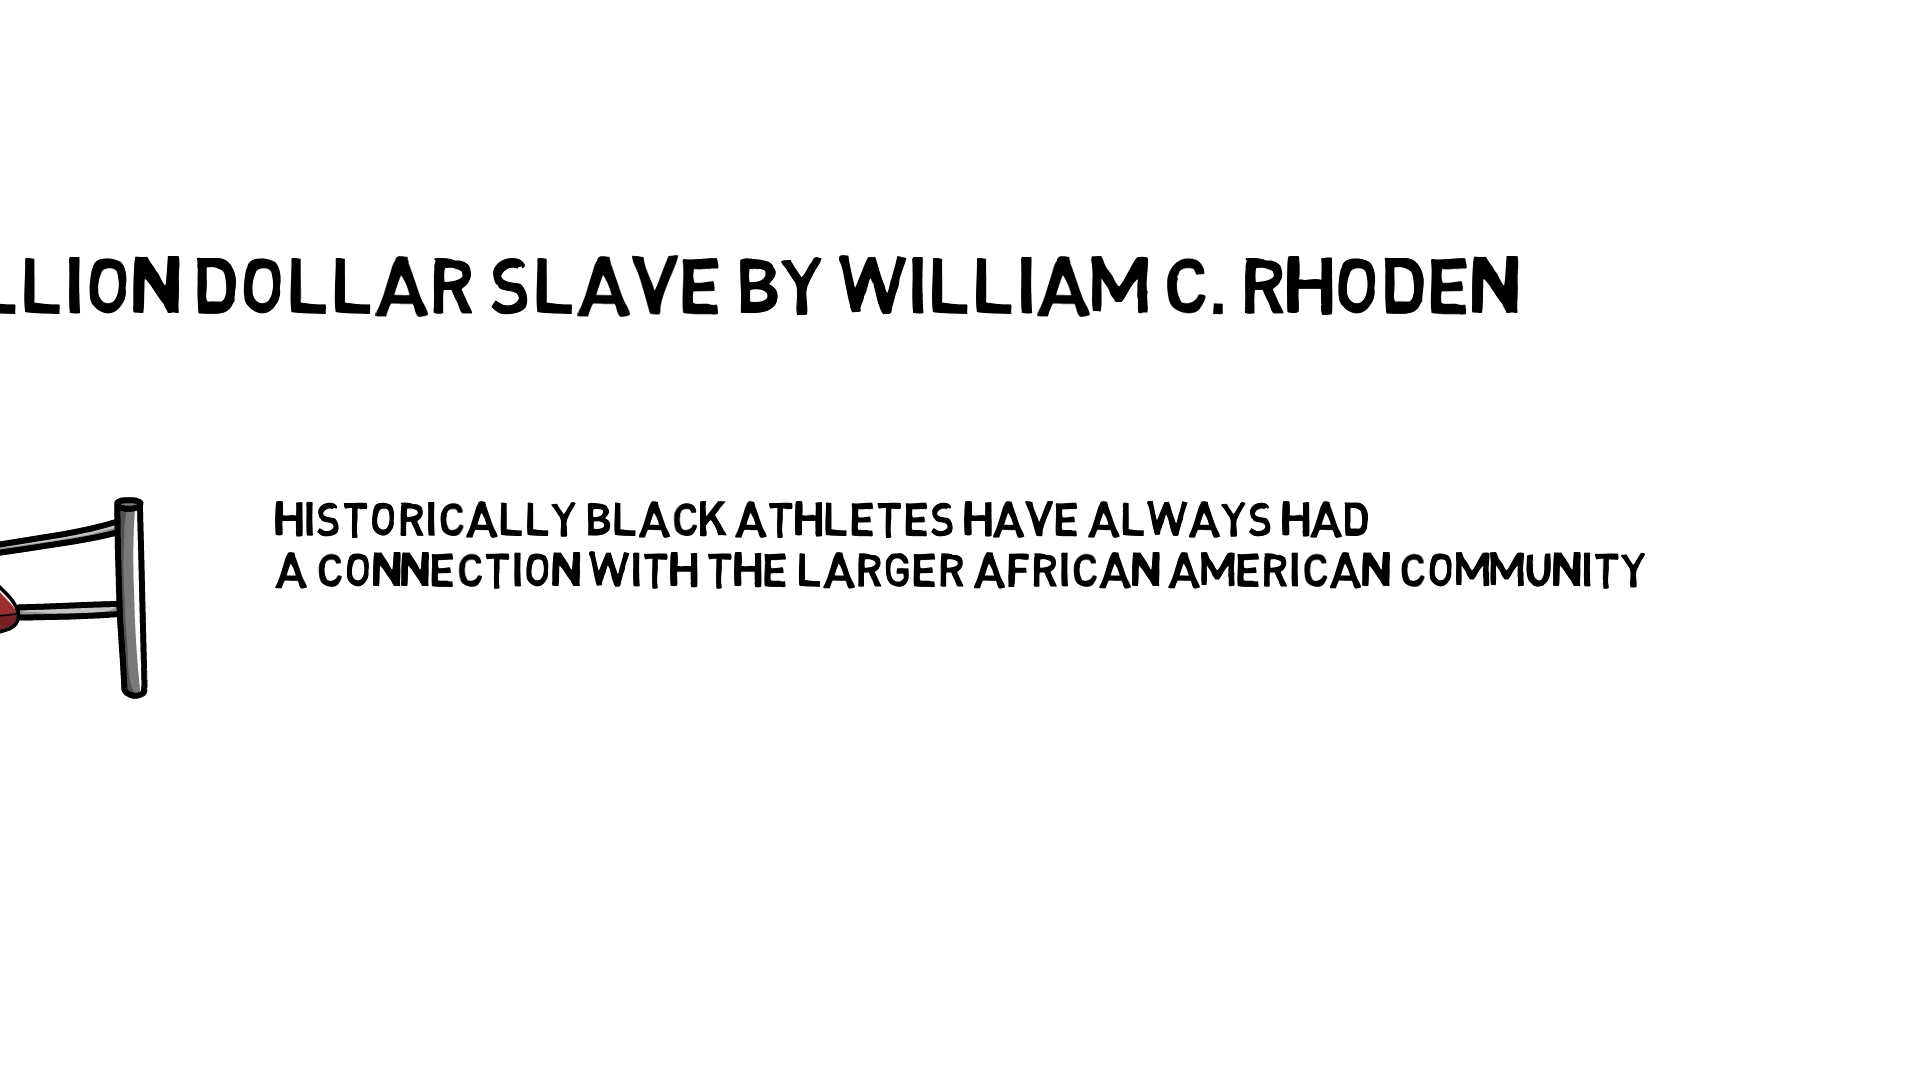 LLION DOLLAR SLAVE BY WILLIAM C. RHODEN
HISTORICALLY BLACK ATHLETES HAVE ALWAYS HAD
A CONNECTION WITH THE LARGER AFRICAN AMERICAN COMMUNITY